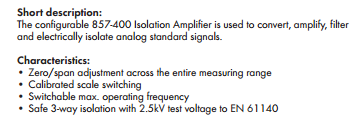 Short description:
The configurable 857-400 Isolation Amplifier is used to convert, amplify, filter
and electrically isolate analog standard signals.
Characteristics:
• Zero/span adjustment across the entire measuring range
• Calibrated scale switching
• Switchable max. operating frequency
• Safe 3-way isolation with 2.5kV test voltage to EN 61140